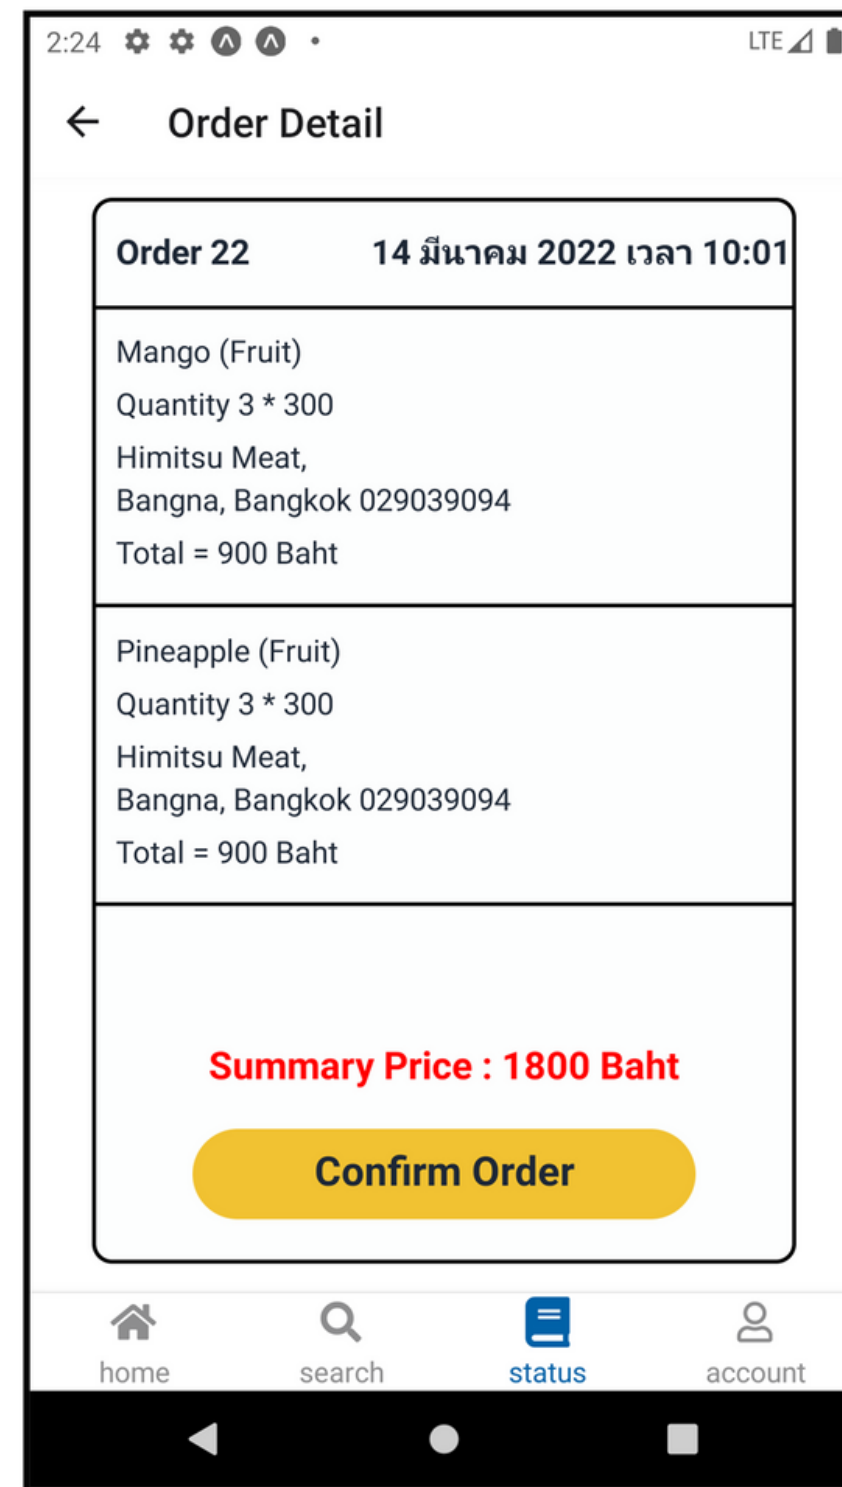 2:24
LTE
Order Detail
Order 22 14 มีนาคม 2022 เวลา 10:01
Mango (Fruit)
Quantity 3 * 300
Himitsu Meat,
Bangna, Bangkok 029039094
Total = 900 Baht
Pineapple (Fruit)
Quantity 3 * 300
Himitsu Meat,
Bangna, Bangkok 029039094
Total = 900 Baht
Summary Price : 1800 Baht
Confirm Order
home search status account